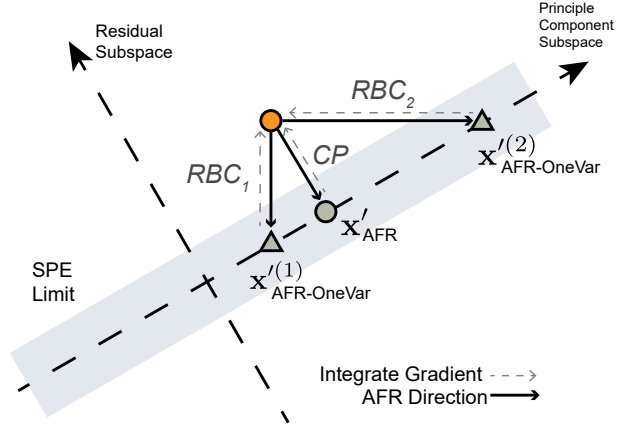 Principle
Component
Subspace
Residual
Subspace
RBC₂
RBC₁
CP
x′⁽²⁾ AFR-OneVar
x′ AFR
x′⁽¹⁾ AFR-OneVar
SPE
Limit
Integrate Gradient
AFR Direction